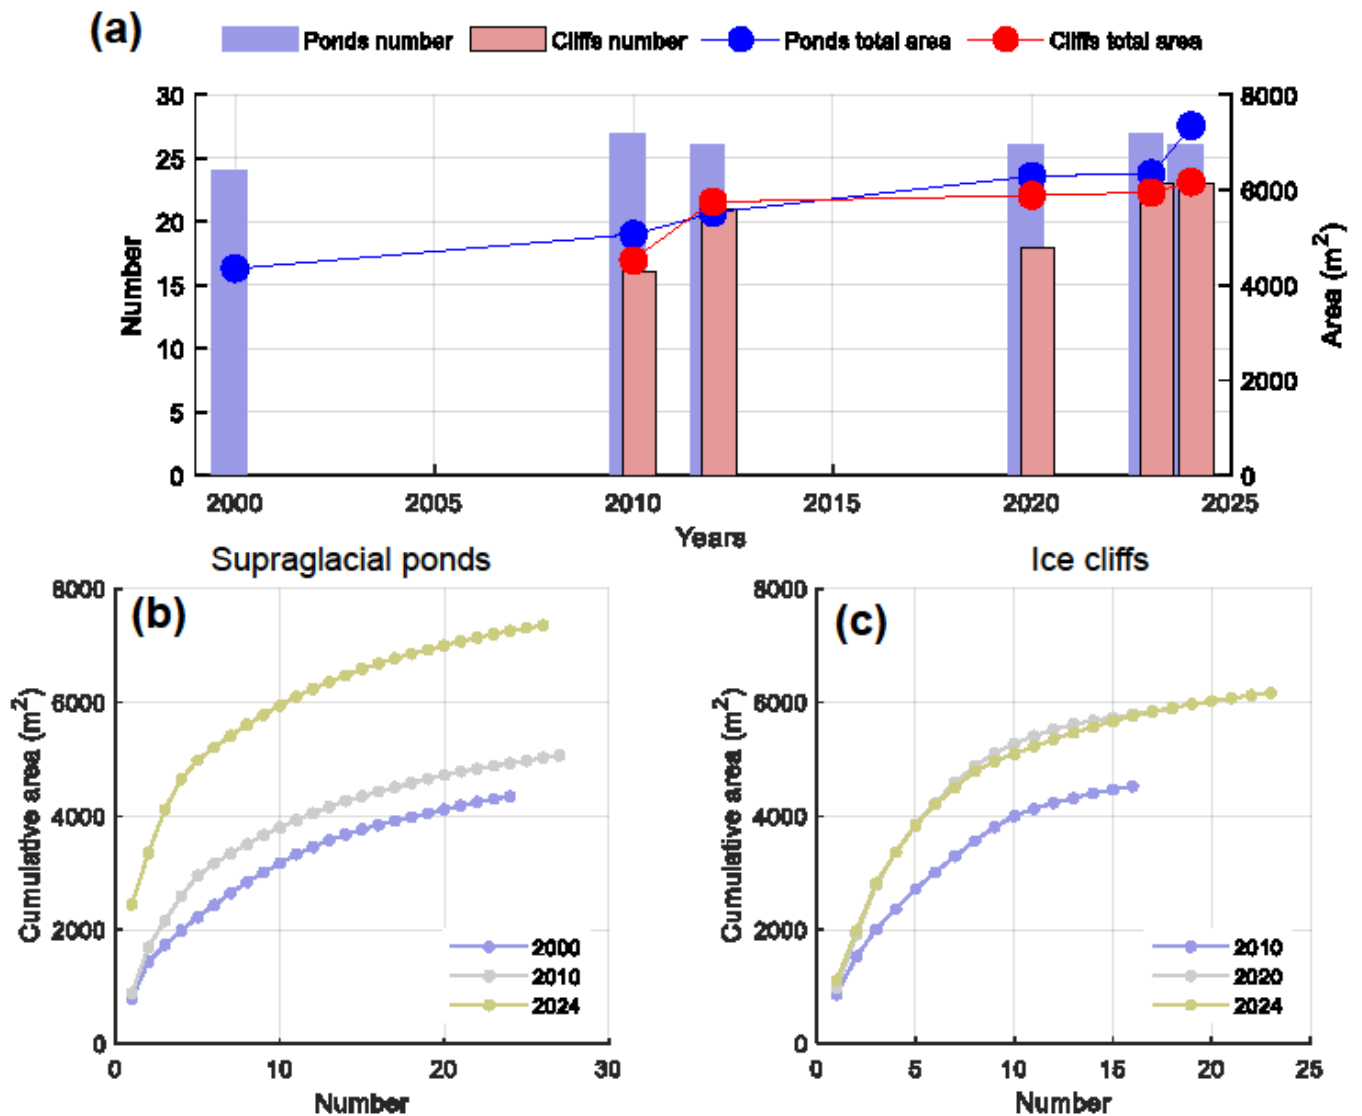 (a)
Ponds number Cliffs number Ponds total area Cliffs total area
30
25
20
15
10
5
0
Number
8000
6000
4000
2000
0
Area (m²)
2000 2005 2010 2015 2020 2025
Years
Supraglacial ponds
(b)
8000
6000
4000
2000
0
Cumulative area (m²)
2000
2010
2024
0 10 20 30
Number
Ice cliffs
(c)
8000
6000
4000
2000
0
Cumulative area (m²)
2010
2020
2024
0 5 10 15 20 25
Number